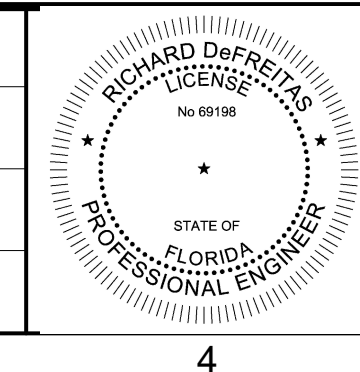 RICHARD DeFREITAS
LICENSE
No 69198
STATE OF
FLORIDA
PROFESSIONAL ENGINEER
4